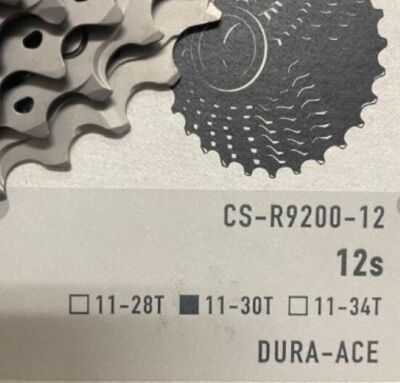 CS-R9200-12
12s
☐ 11-28T ■ 11-30T ☐ 11-34T
DURA-ACE